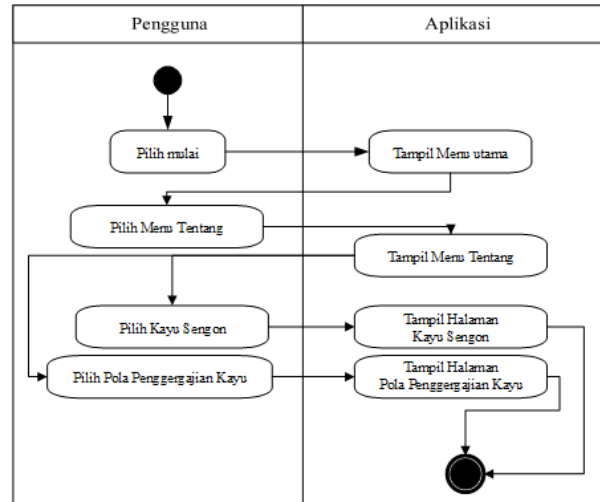 Pengguna
Aplikasi
Pilih mulai
Tampil Menu utama
Pilih Menu Tentang
Tampil Menu Tentang
Pilih Kayu Sengon
Tampil Halaman
Kayu Sengon
Pilih Pola Penggergajian Kayu
Tampil Halaman
Pola Penggergajian Kayu